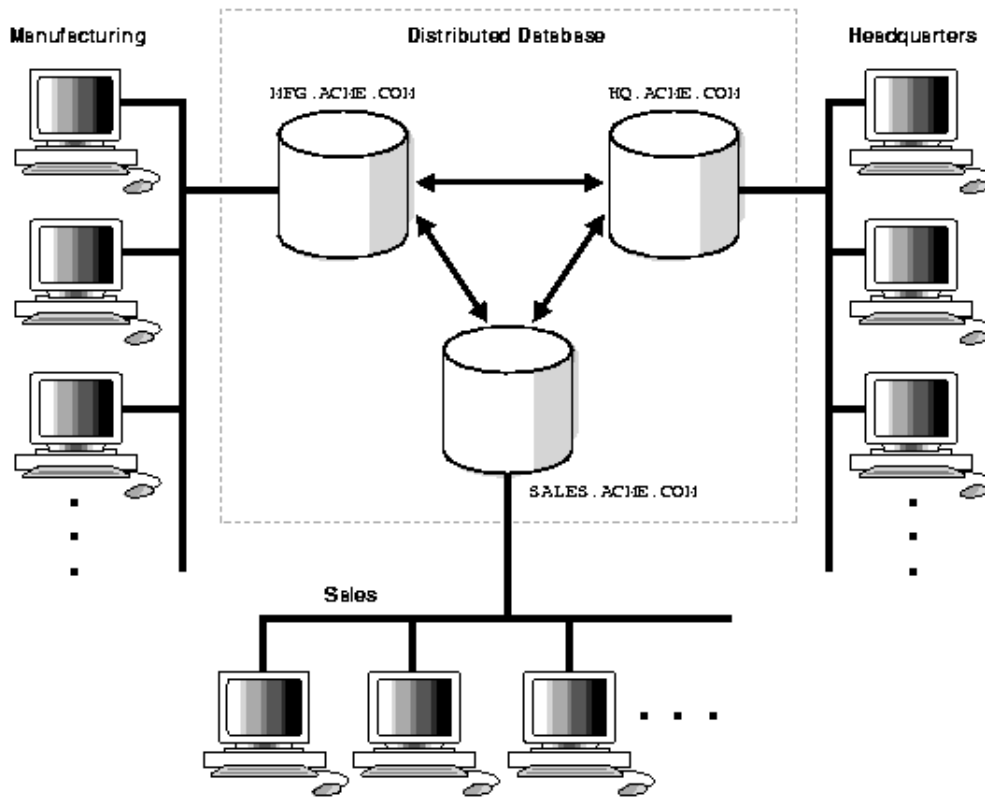 Manufacturing
Distributed Database
Headquarters
MFG.ACME.COM
HQ.ACME.COM
SALES.ACME.COM
Sales